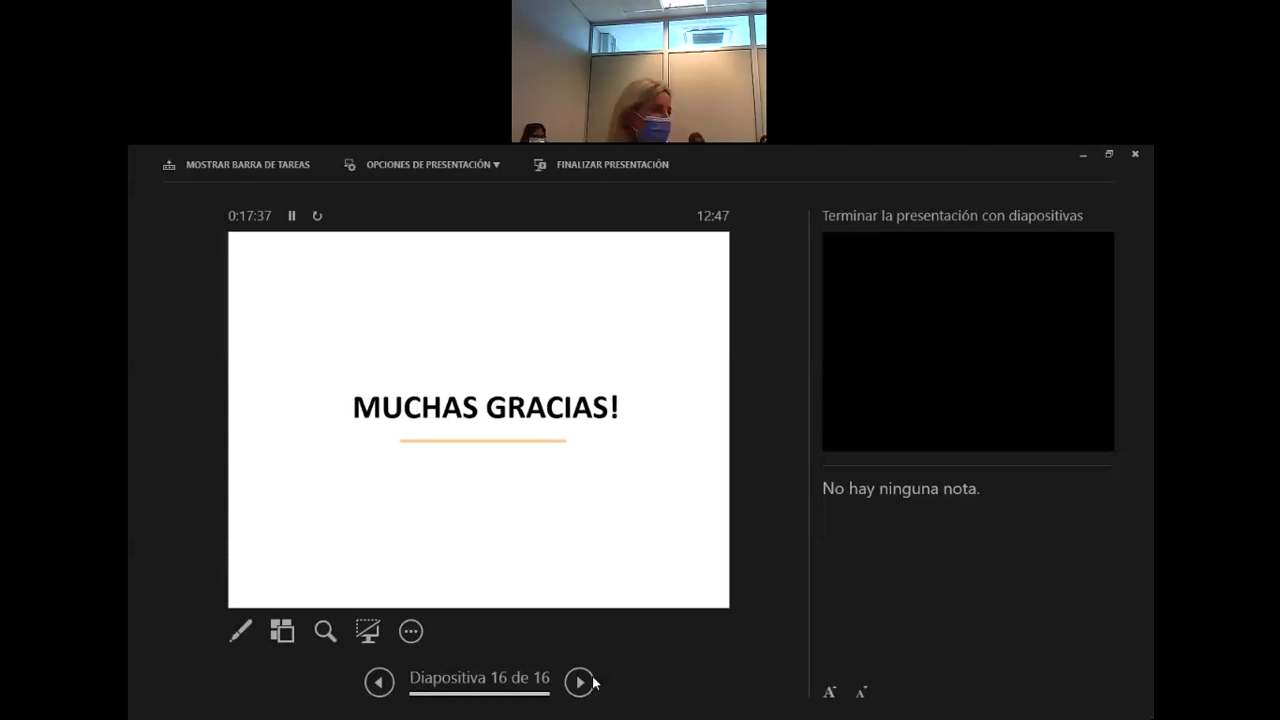 MOSTRAR BARRA DE TAREAS
OPCIONES DE PRESENTACIÓN ▼
FINALIZAR PRESENTACIÓN
0:17:37
12:47
Terminar la presentación con diapositivas
MUCHAS GRACIAS!
No hay ninguna nota.
Diapositiva 16 de 16
A A